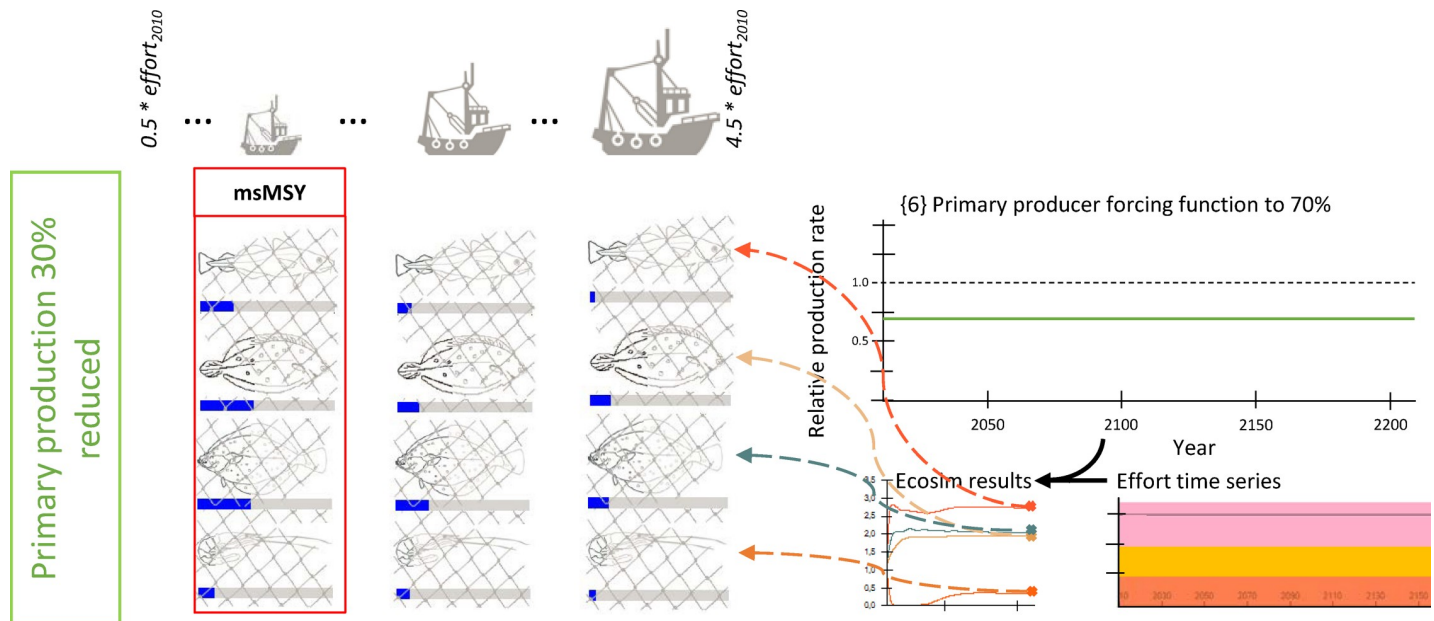 0.5 * effort2010
...
...
...
4.5 * effort2010
Primary production 30%
reduced
msMSY
{6} Primary producer forcing function to 70%
Relative production rate
1.0
0.5
2050
2100
2150
2200
Year
Ecosim results
Effort time series
3,5
3,0
2,5
2,0
1,5
1,0
0,5
0,0
2030
2050
2070
2090
2110
2130